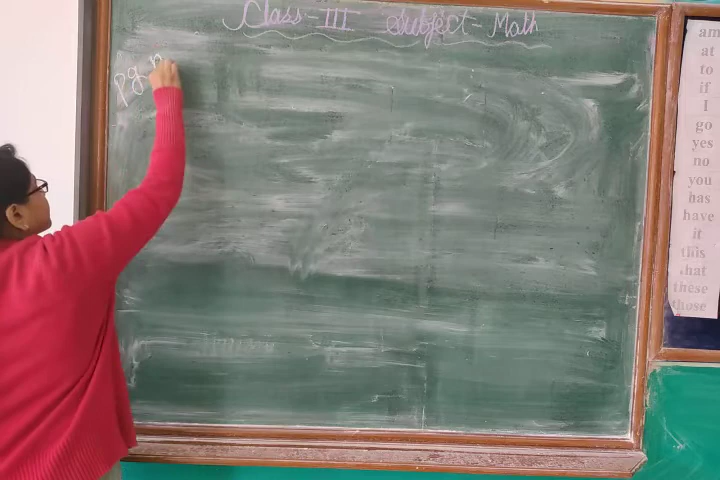 Class-III Subject-Math
pg n
am
at
to
if
I
go
yes
no
you
has
have
it
this
that
these
those